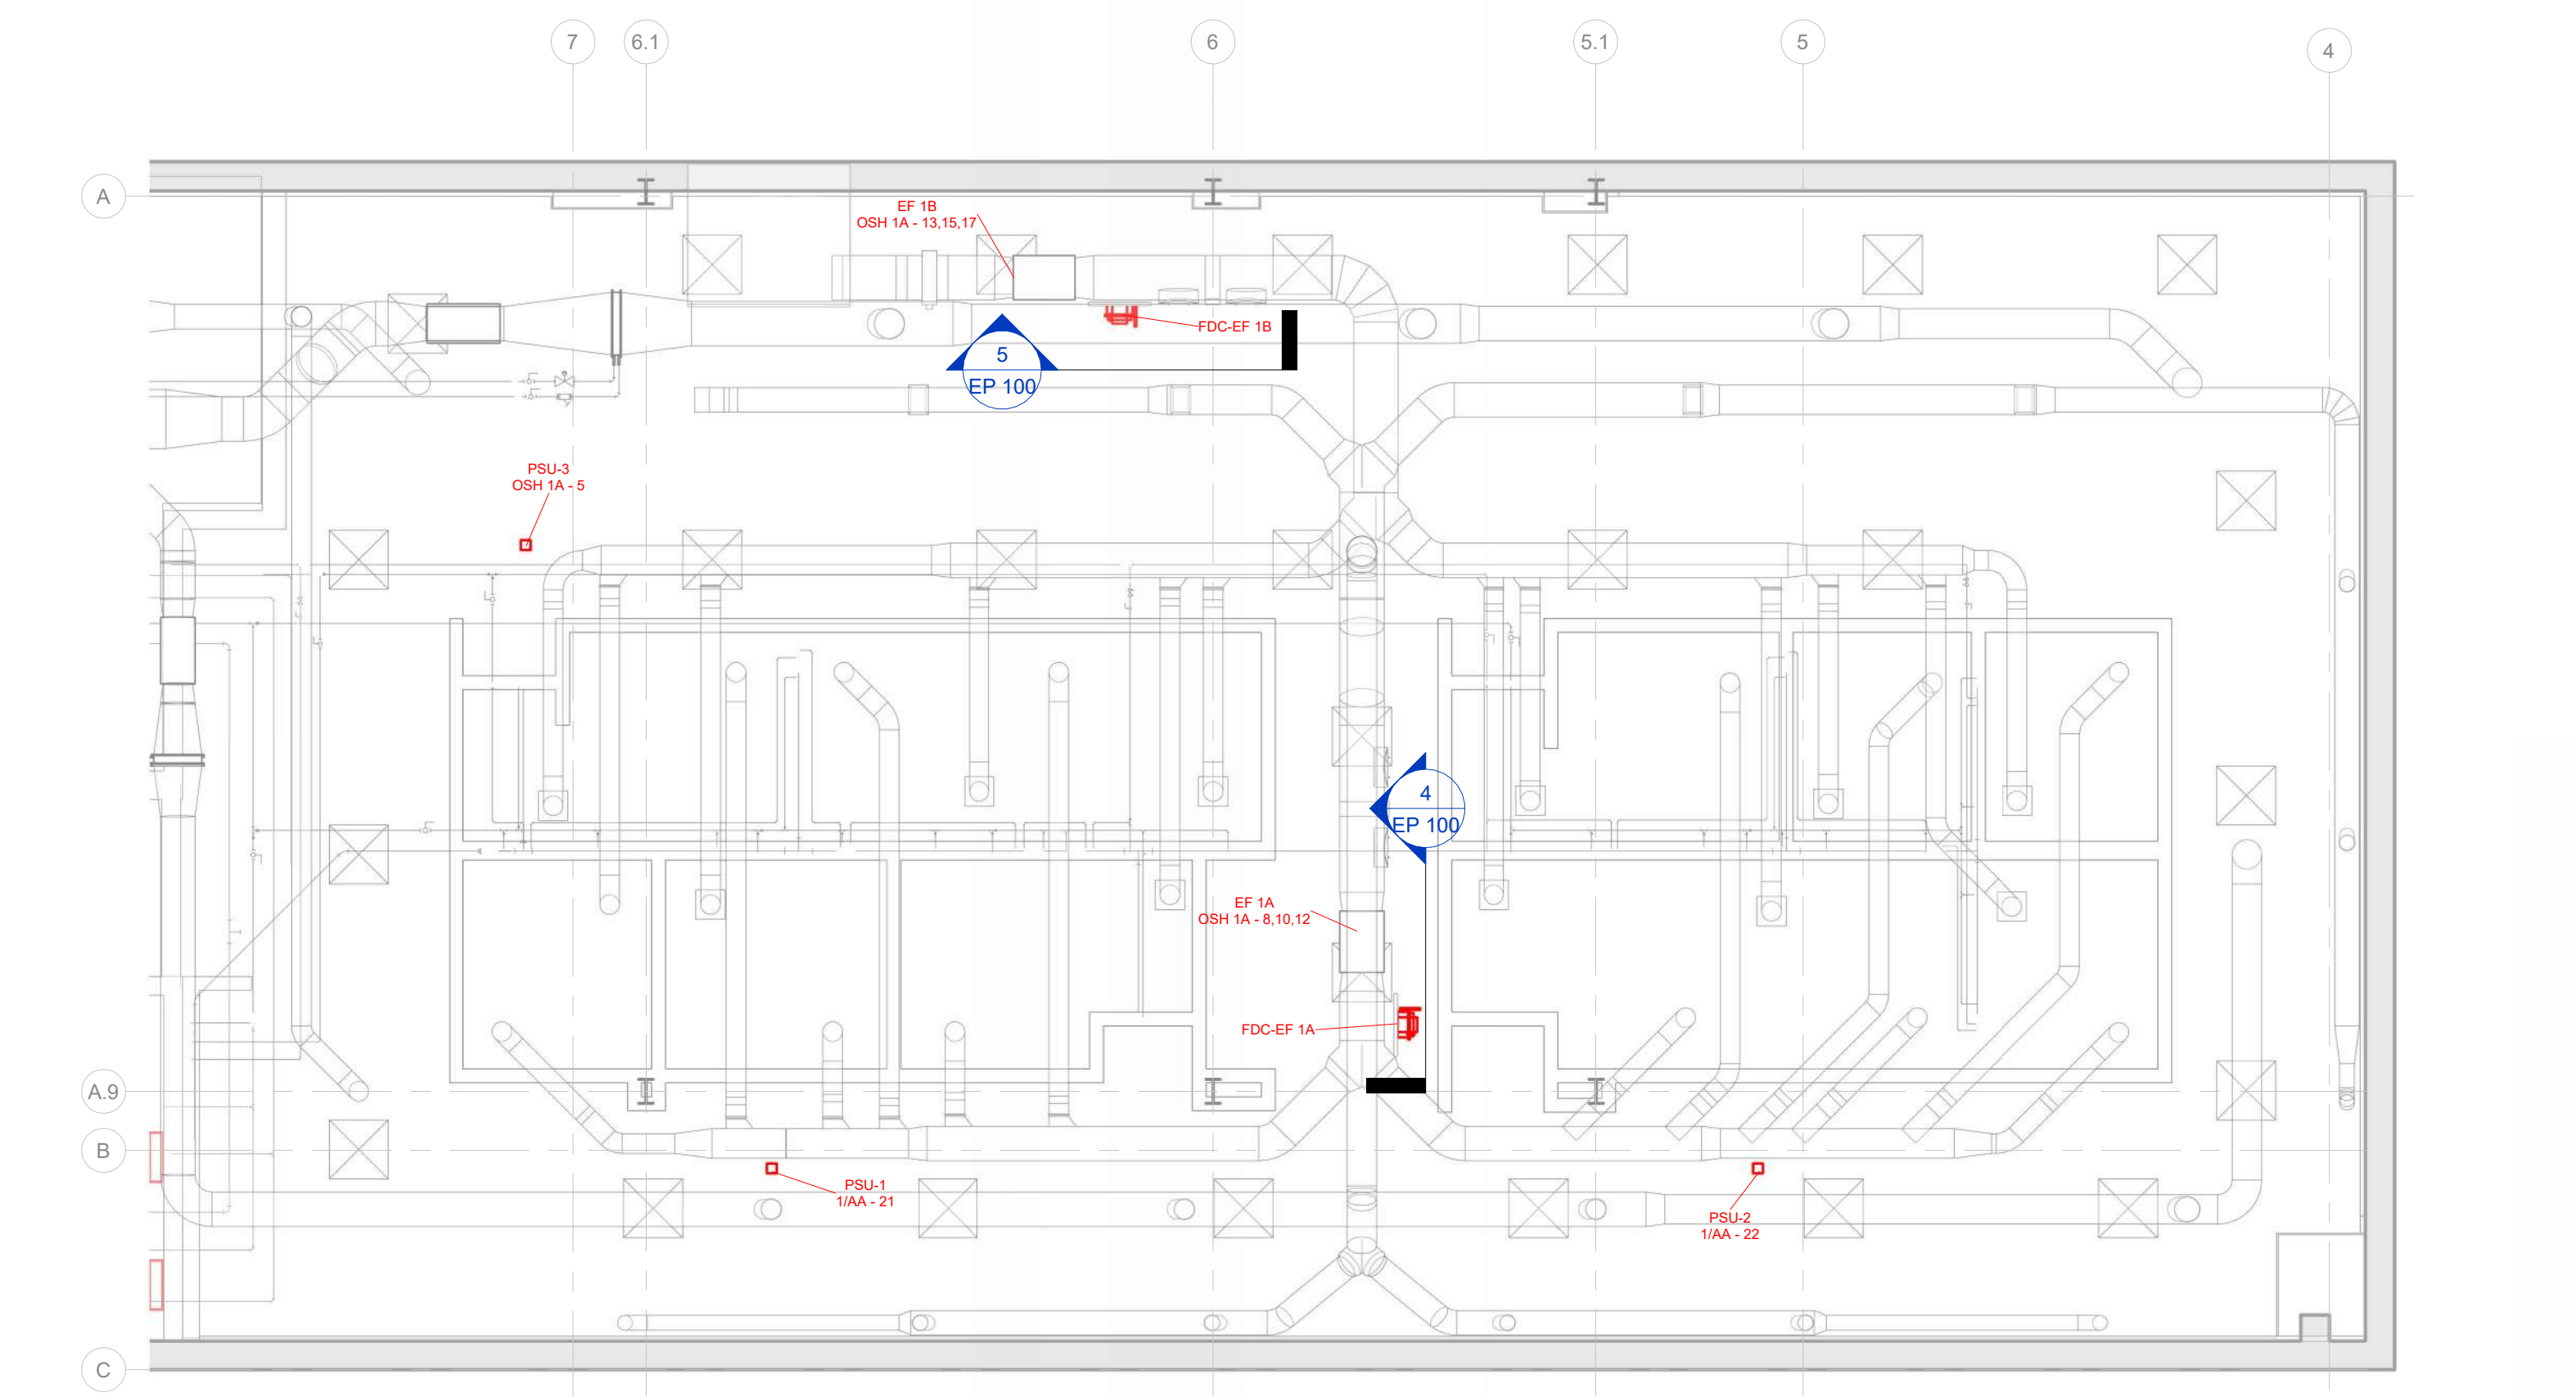 7
6.1
6
5.1
5
4
A
EF 1B
OSH 1A - 13,15,17
FDC-EF 1B
5
EP 100
PSU-3
OSH 1A - 5
4
EP 100
EF 1A
OSH 1A - 8,10,12
FDC-EF 1A
A.9
B
PSU-1
1/AA - 21
PSU-2
1/AA - 22
C